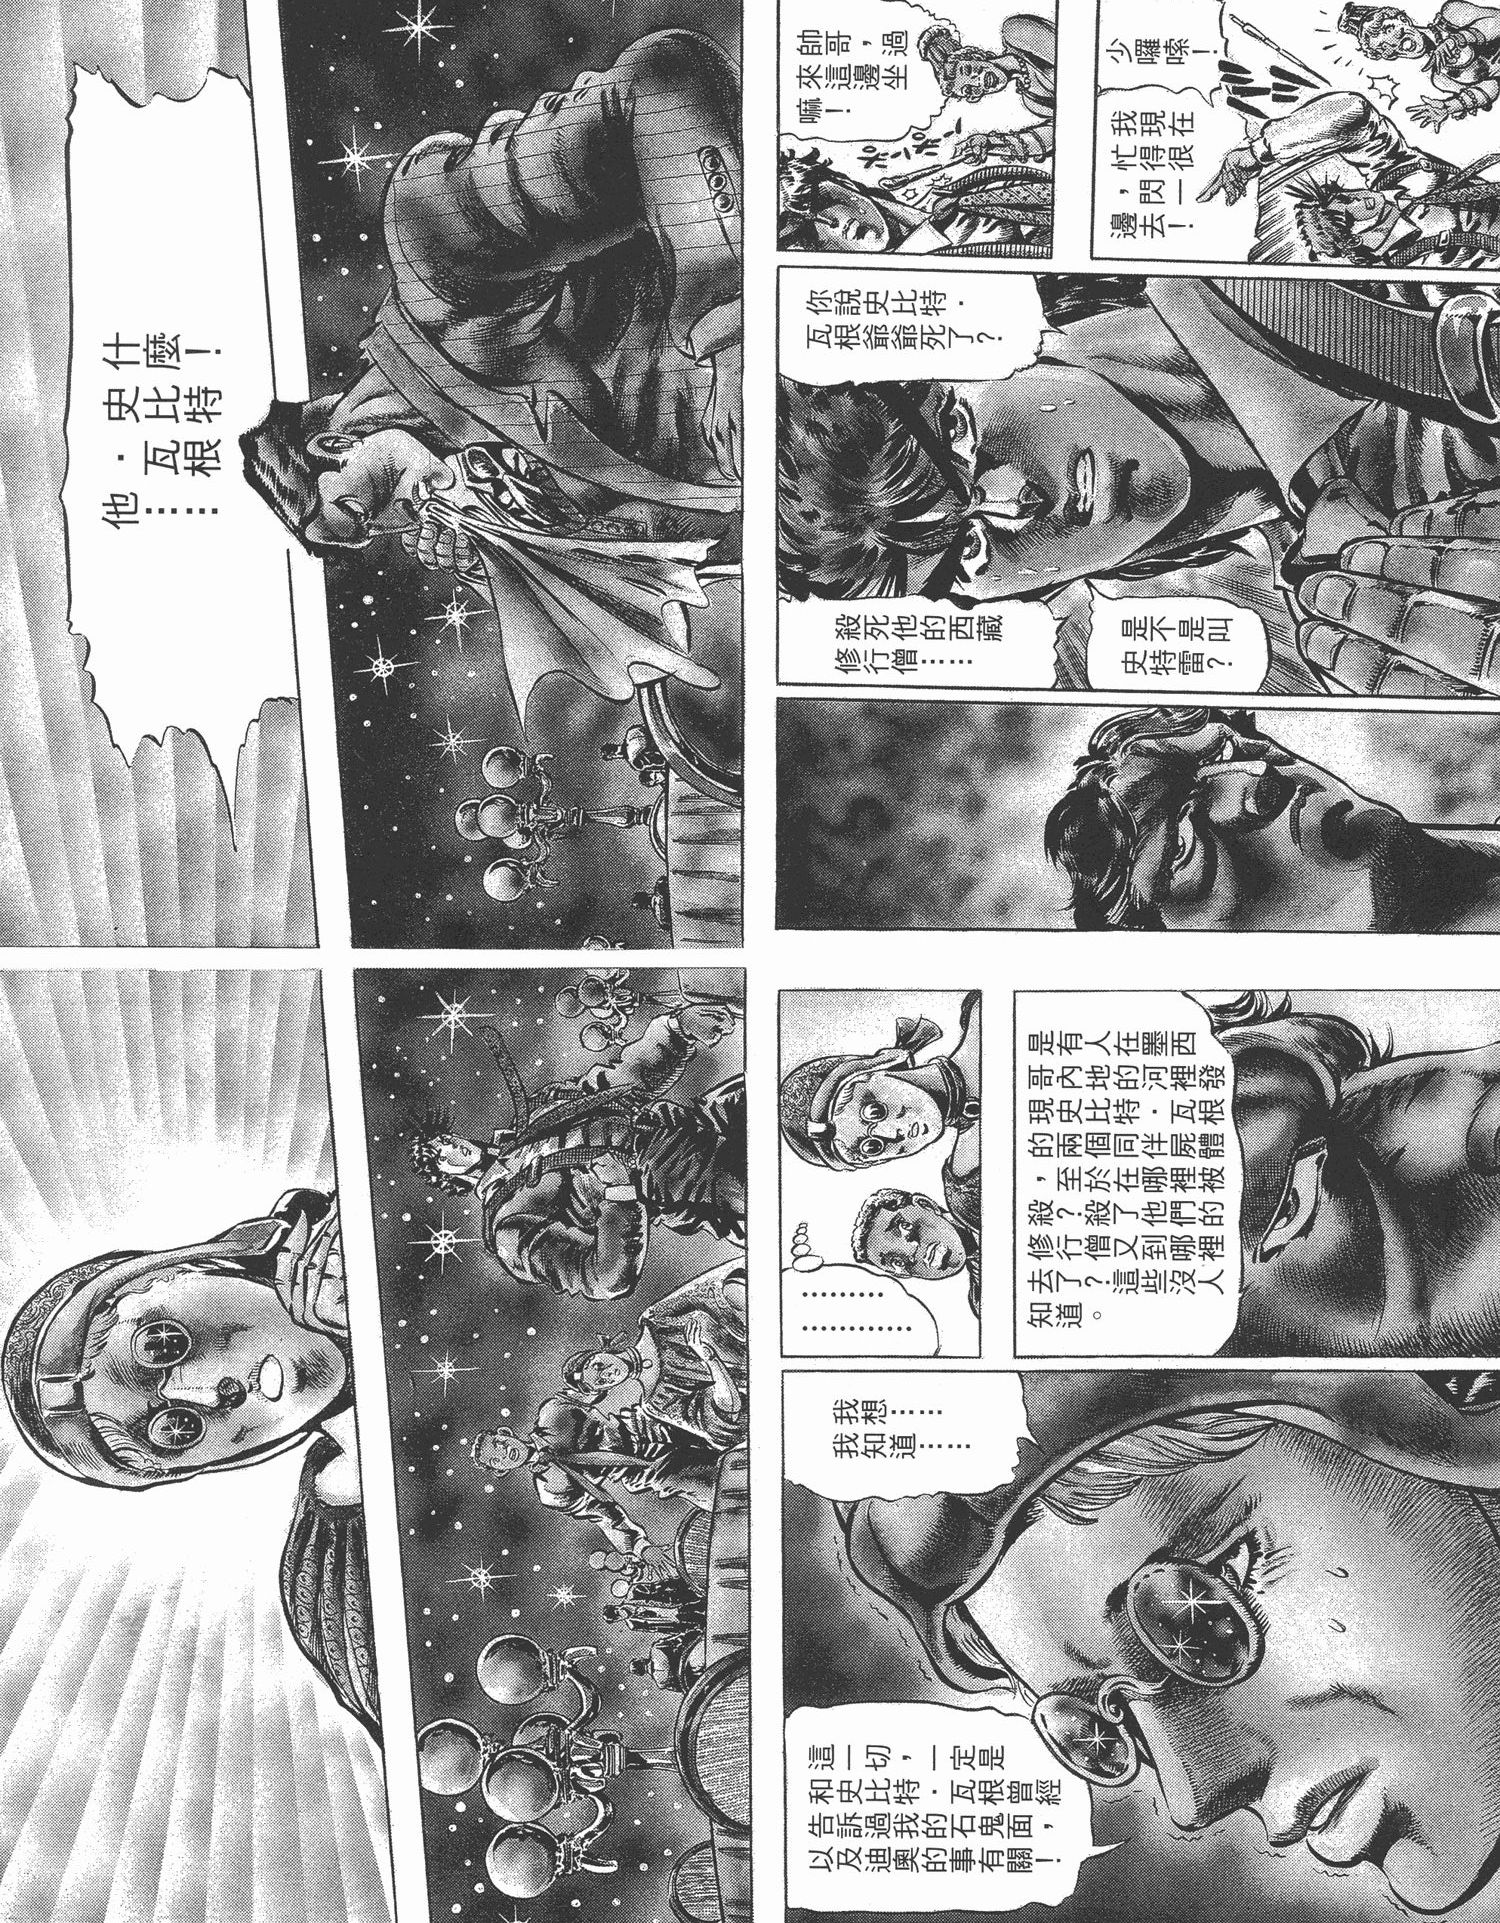 什麼！
史比特
．瓦根
他……
帥哥，過
來這邊坐
嘛！
少囉嗦！
我現在
忙得很
，閃一
邊去！
你說史比特．
瓦根爺爺死了？
殺死他的西藏
修行僧……
是不是叫
史特雷？
………
…………
是有人在墨西
哥內地的河裡發
現史比特．瓦根
的兩個同伴屍體
，至於在哪裡被
殺？殺了他們的
修行僧又到哪裡
去了？這些沒人
知道。
我想……
我知道……
這一切，一定是
和史比特．瓦根曾經
告訴過我的石鬼面，
以及迪奧的事有關！